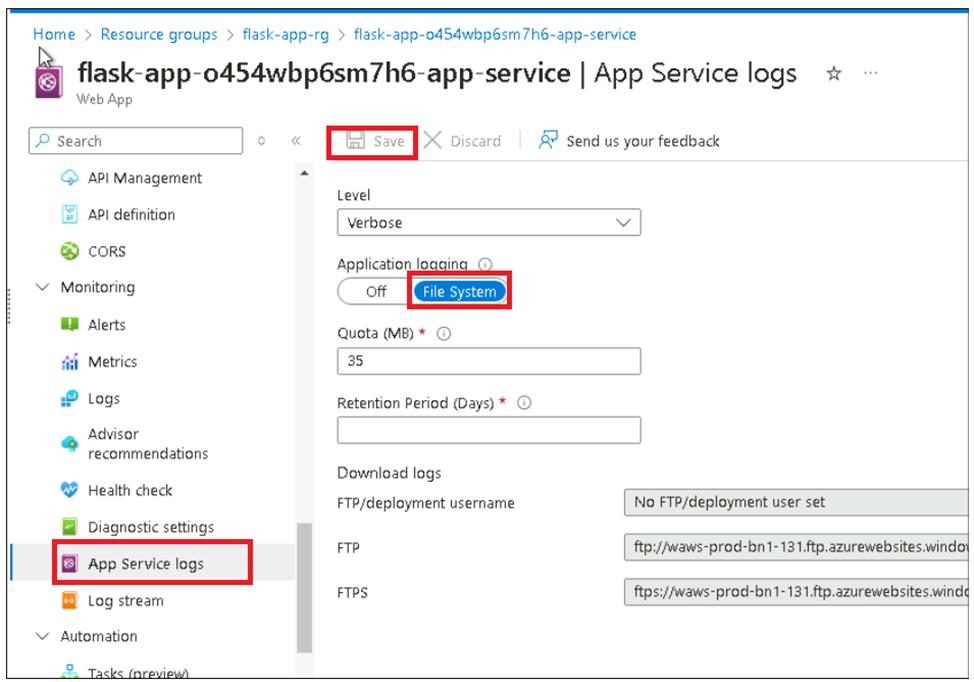 Home > Resource groups > flask-app-rg > flask-app-o454wbp6sm7h6-app-service
flask-app-o454wbp6sm7h6-app-service | App Service logs
Web App
Search
Save
Discard
Send us your feedback
API Management
API definition
CORS
Monitoring
Alerts
Metrics
Logs
Advisor
recommendations
Health check
Diagnostic settings
App Service logs
Log stream
Automation
Tasks (preview)
Level
Verbose
Application logging
Off
File System
Quota (MB) *
35
Retention Period (Days) *
Download logs
FTP/deployment username
No FTP/deployment user set
FTP
ftp://waws-prod-bn1-131.ftp.azurewebsites.window
FTPS
ftps://waws-prod-bn1-131.ftp.azurewebsites.windo